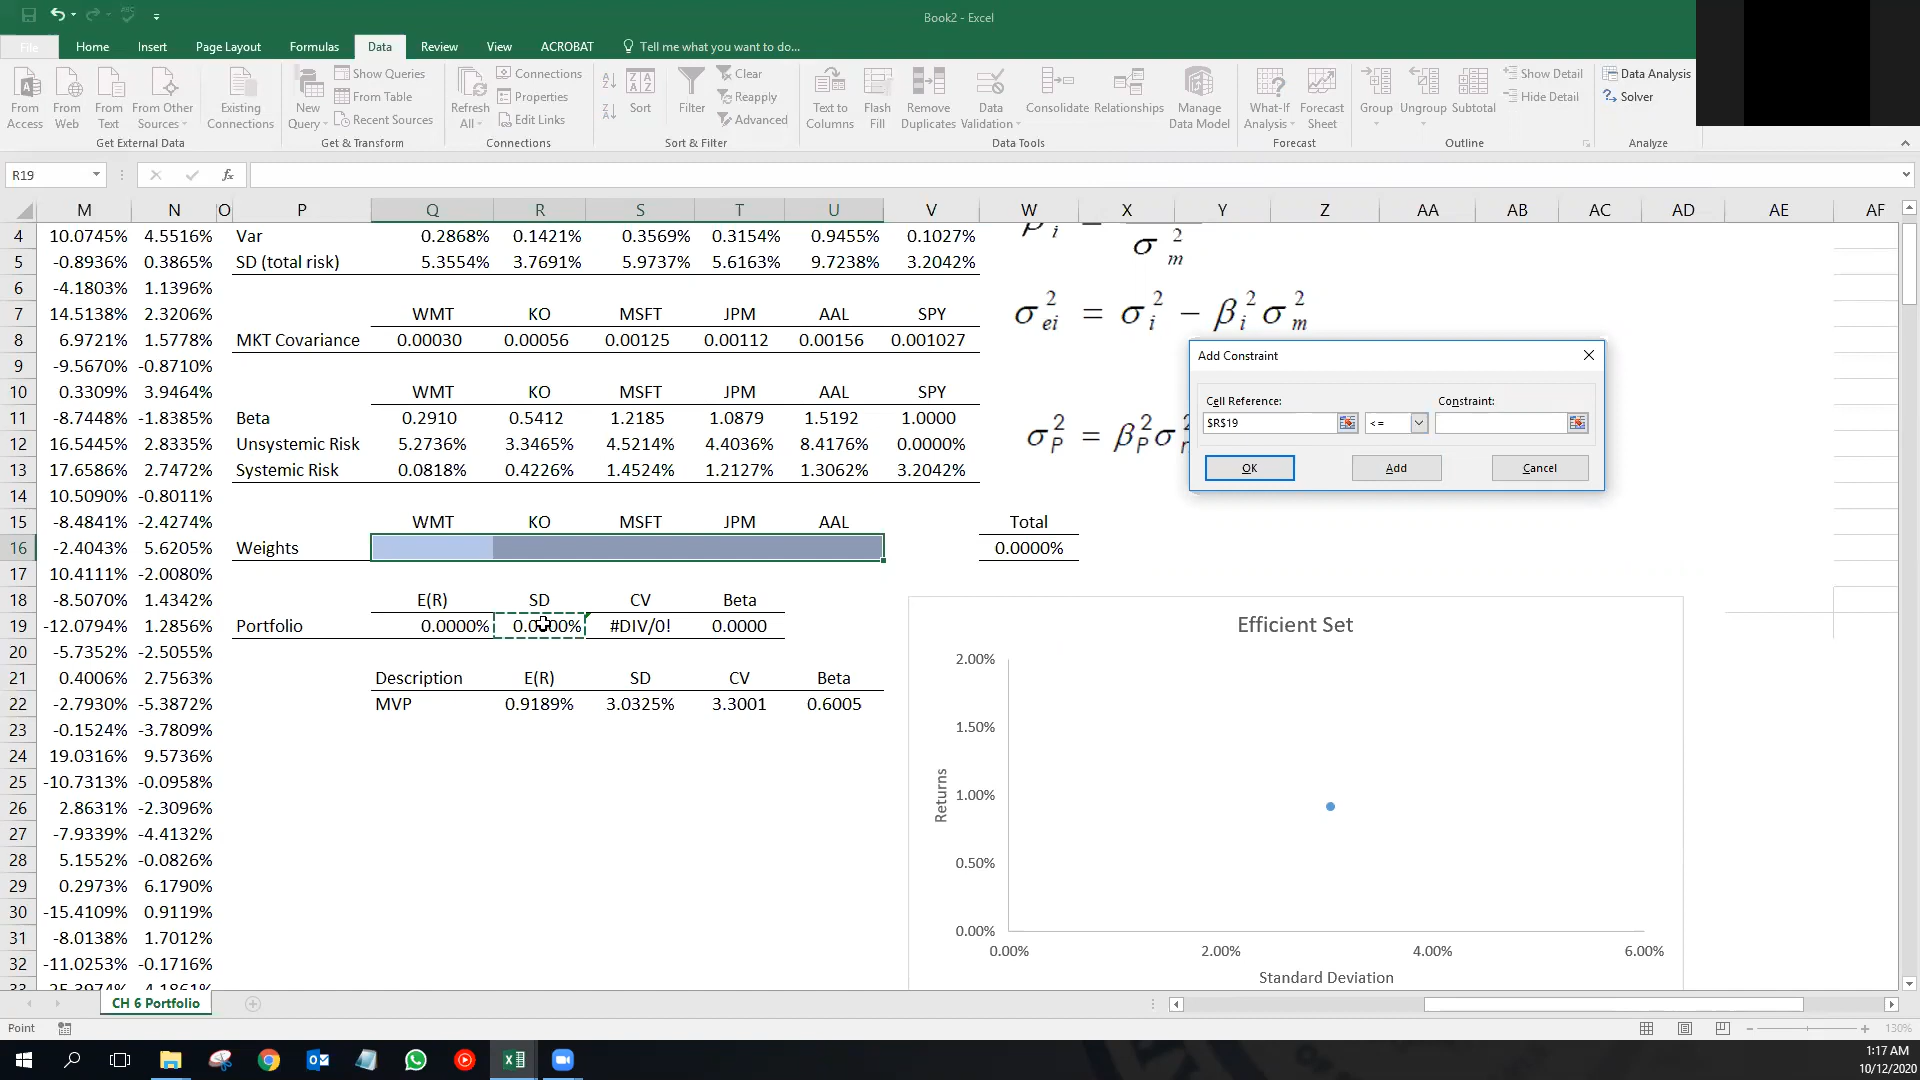 Book2 - Excel
File Home Insert Page Layout Formulas Data Review View ACROBAT Tell me what you want to do...
From Access
From Web
From Text
From Other Sources
Existing Connections
Get External Data
New Query
Show Queries
From Table
Recent Sources
Get & Transform
Refresh All
Connections
Properties
Edit Links
Connections
Sort
Filter
Clear
Reapply
Advanced
Sort & Filter
Text to Columns
Flash Fill
Remove Duplicates
Data Validation
Consolidate
Relationships
Manage Data Model
Data Tools
What-If Analysis
Forecast Sheet
Forecast
Group
Ungroup
Subtotal
Show Detail
Hide Detail
Outline
Data Analysis
Solver
Analyze
R19 fx
M N O P Q R S T U V W X Y Z AA AB AC AD AE AF
4 10.0745% 4.5516% Var 0.2868% 0.1421% 0.3569% 0.3154% 0.9455% 0.1027%
5 -0.8936% 0.3865% SD (total risk) 5.3554% 3.7691% 5.9737% 5.6163% 9.7238% 3.2042%
6 -4.1803% 1.1396%
7 14.5138% 2.3206% WMT KO MSFT JPM AAL SPY
8 6.9721% 1.5778% MKT Covariance 0.00030 0.00056 0.00125 0.00112 0.00156 0.001027
9 -9.5670% -0.8710%
10 0.3309% 3.9464% WMT KO MSFT JPM AAL SPY
11 -8.7448% -1.8385% Beta 0.2910 0.5412 1.2185 1.0879 1.5192 1.0000
12 16.5445% 2.8335% Unsystemic Risk 5.2736% 3.3465% 4.5214% 4.4036% 8.4176% 0.0000%
13 17.6586% 2.7472% Systemic Risk 0.0818% 0.4226% 1.4524% 1.2127% 1.3062% 3.2042%
14 10.5090% -0.8011%
15 -8.4841% -2.4274% WMT KO MSFT JPM AAL Total
16 -2.4043% 5.6205% Weights 0.0000%
17 10.4111% -2.0080%
18 -8.5070% 1.4342% E(R) SD CV Beta
19 -12.0794% 1.2856% Portfolio 0.0000% 0.0000% #DIV/0! 0.0000
20 -5.7352% -2.5055%
21 0.4006% 2.7563% Description E(R) SD CV Beta
22 -2.7930% -5.3872% MVP 0.9189% 3.0325% 3.3001 0.6005
23 -0.1524% -3.7809%
24 19.0316% 9.5736%
25 -10.7313% -0.0958%
26 2.8631% -2.3096%
27 -7.9339% -4.4132%
28 5.1552% -0.0826%
29 0.2973% 6.1790%
30 -15.4109% 0.9119%
31 -8.0138% 1.7012%
32 -11.0253% -0.1716%
33 25.3974% 4.1861%
σ²m
σ²ei = σ²i − β²i σ²m
σ²P = β²P σ²
Add Constraint
Cell Reference: Constraint:
$R$19 <=
OK Add Cancel
Efficient Set
2.00%
1.50%
1.00%
0.50%
0.00%
Returns
0.00% 2.00% 4.00% 6.00%
Standard Deviation
CH 6 Portfolio
Point
130%
1:17 AM
10/12/2020